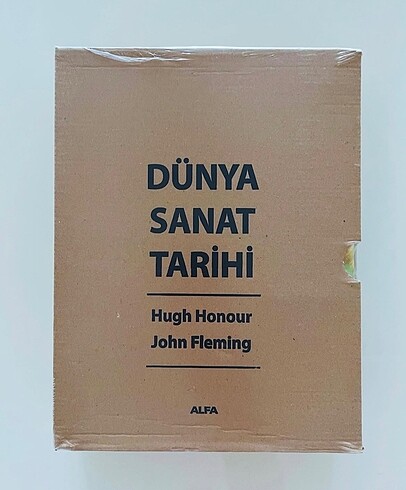 DÜNYA
SANAT
TARİHİ
Hugh Honour
John Fleming
ALFA